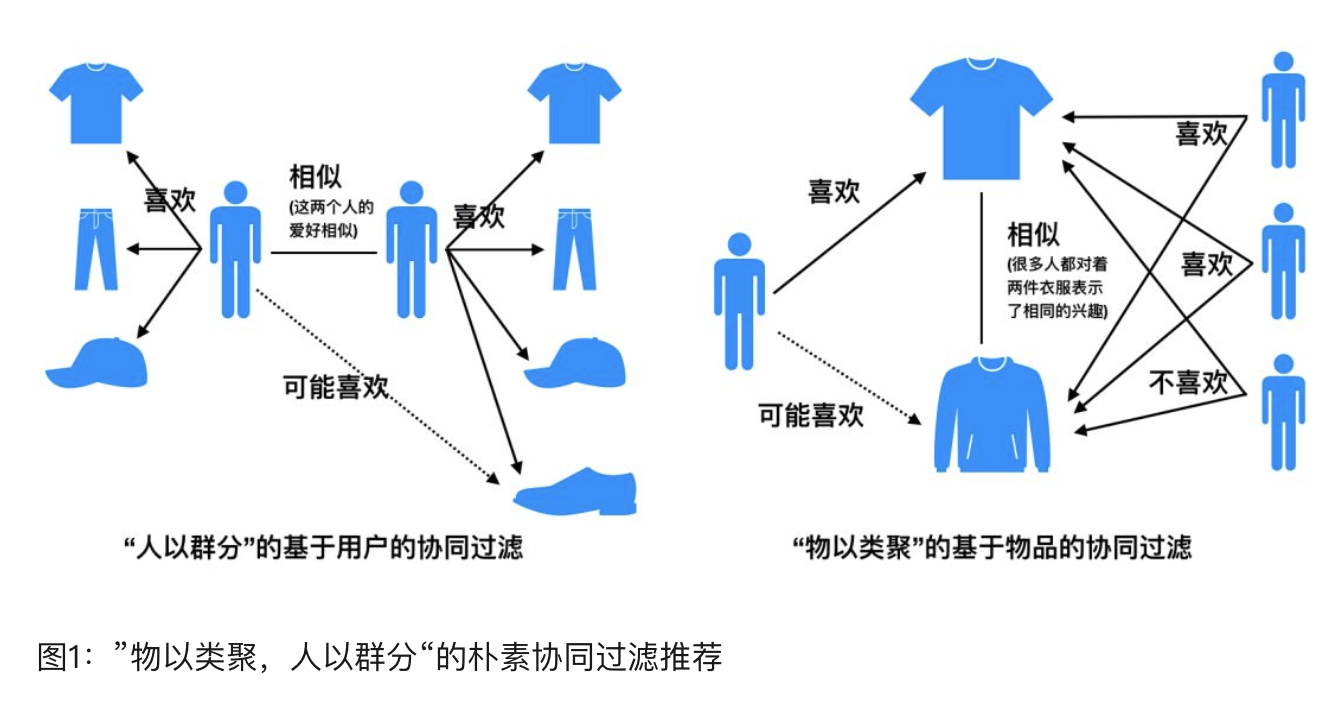 喜欢
相似
(这两个人的
爱好相似)
喜欢
可能喜欢
“人以群分”的基于用户的协同过滤
喜欢
相似
(很多人都对着
两件衣服表示
了相同的兴趣)
喜欢
喜欢
不喜欢
可能喜欢
“物以类聚”的基于物品的协同过滤
图1：”物以类聚，人以群分“的朴素协同过滤推荐